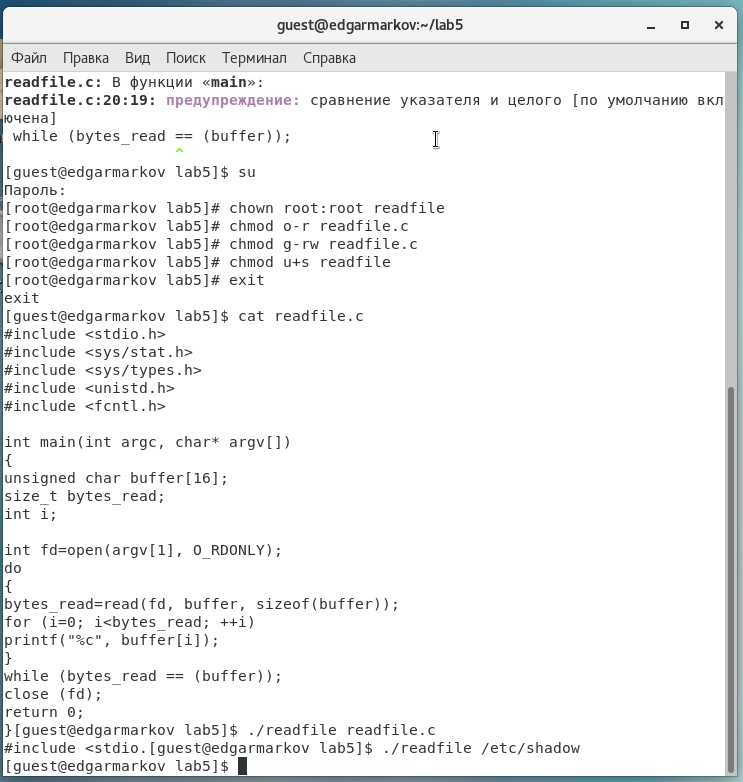 guest@edgarmarkov:~/lab5
Файл Правка Вид Поиск Терминал Справка
readfile.c: В функции «main»:
readfile.c:20:19: предупреждение: сравнение указателя и целого [по умолчанию вкл
ючена]
 while (bytes_read == (buffer));
                   ^
[guest@edgarmarkov lab5]$ su
Пароль:
[root@edgarmarkov lab5]# chown root:root readfile
[root@edgarmarkov lab5]# chmod o-r readfile.c
[root@edgarmarkov lab5]# chmod g-rw readfile.c
[root@edgarmarkov lab5]# chmod u+s readfile
[root@edgarmarkov lab5]# exit
exit
[guest@edgarmarkov lab5]$ cat readfile.c
#include <stdio.h>
#include <sys/stat.h>
#include <sys/types.h>
#include <unistd.h>
#include <fcntl.h>

int main(int argc, char* argv[])
{
unsigned char buffer[16];
size_t bytes_read;
int i;

int fd=open(argv[1], O_RDONLY);
do
{
bytes_read=read(fd, buffer, sizeof(buffer));
for (i=0; i<bytes_read; ++i)
printf("%c", buffer[i]);
}
while (bytes_read == (buffer));
close (fd);
return 0;
}[guest@edgarmarkov lab5]$ ./readfile readfile.c
#include <stdio.[guest@edgarmarkov lab5]$ ./readfile /etc/shadow
[guest@edgarmarkov lab5]$